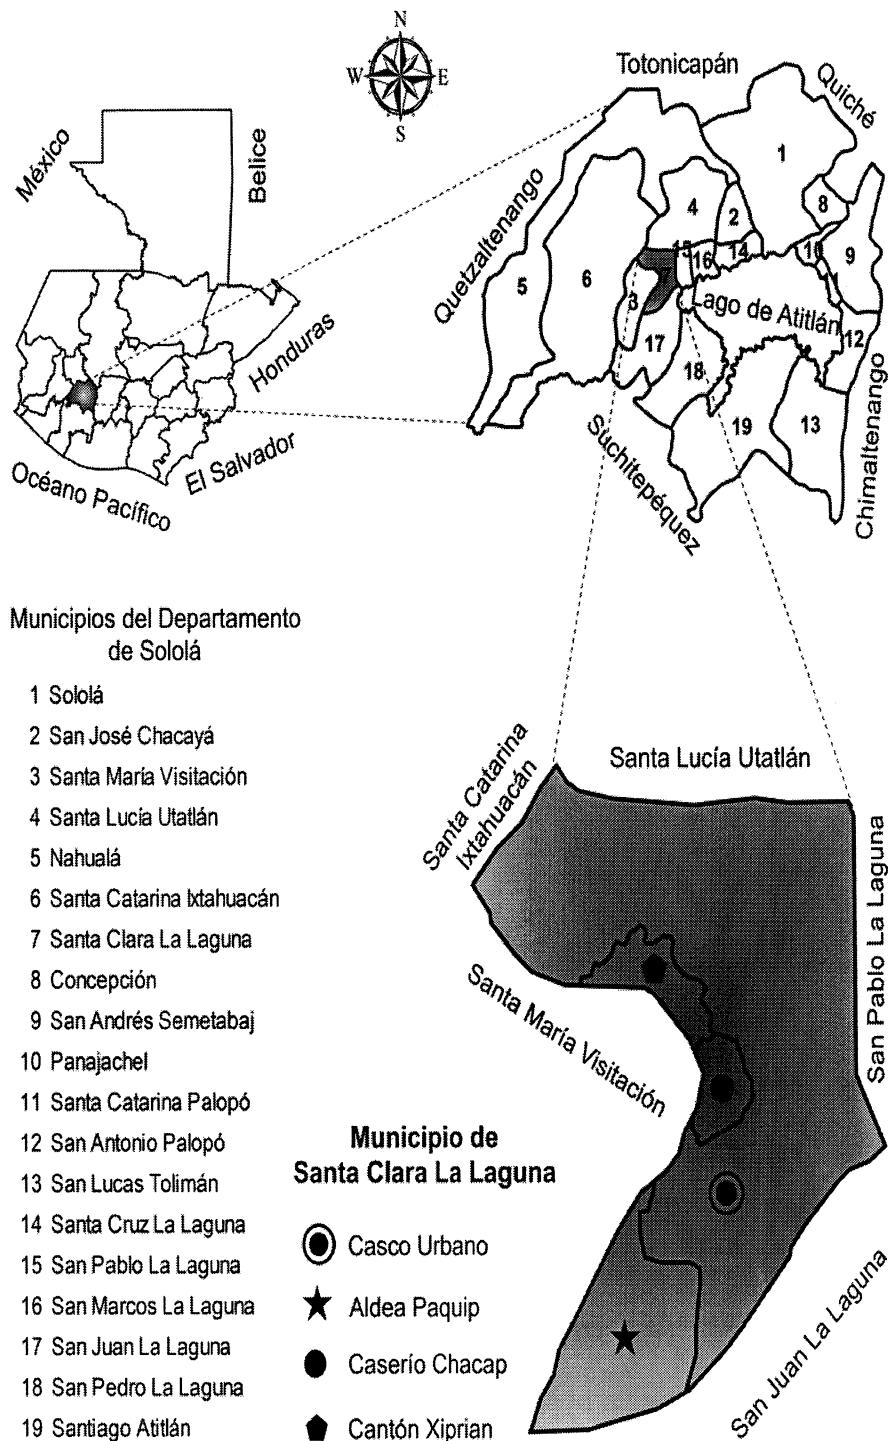 N
W E
S
México
Belice
Honduras
El Salvador
Océano Pacífico
Totonicapán
Quiché
Quetzaltenango
Suchitepéquez
Chimaltenango
1
4
2
8
9
5
6
3
7
15
16
14
10
Lago de Atitlán
12
17
18
19
13
Municipios del Departamento
de Sololá
1 Sololá
2 San José Chacayá
3 Santa María Visitación
4 Santa Lucía Utatlán
5 Nahualá
6 Santa Catarina Ixtahuacán
7 Santa Clara La Laguna
8 Concepción
9 San Andrés Semetabaj
10 Panajachel
11 Santa Catarina Palopó
12 San Antonio Palopó
13 San Lucas Tolimán
14 Santa Cruz La Laguna
15 San Pablo La Laguna
16 San Marcos La Laguna
17 San Juan La Laguna
18 San Pedro La Laguna
19 Santiago Atitlán
Santa Catarina
Ixtahuacán
Santa Lucía Utatlán
San Pablo La Laguna
Santa María Visitación
San Juan La Laguna
Municipio de
Santa Clara La Laguna
Casco Urbano
Aldea Paquip
Caserío Chacap
Cantón Xiprian